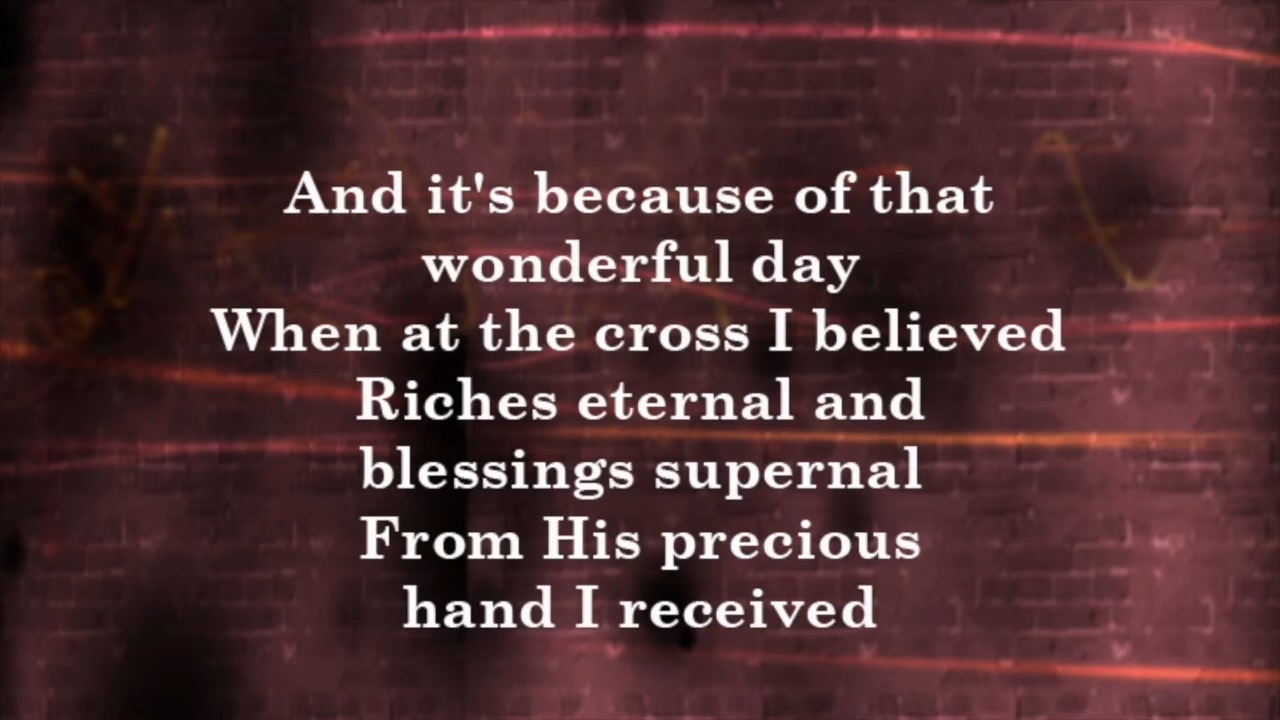 And it's because of that
wonderful day
When at the cross I believed
Riches eternal and
blessings supernal
From His precious
hand I received